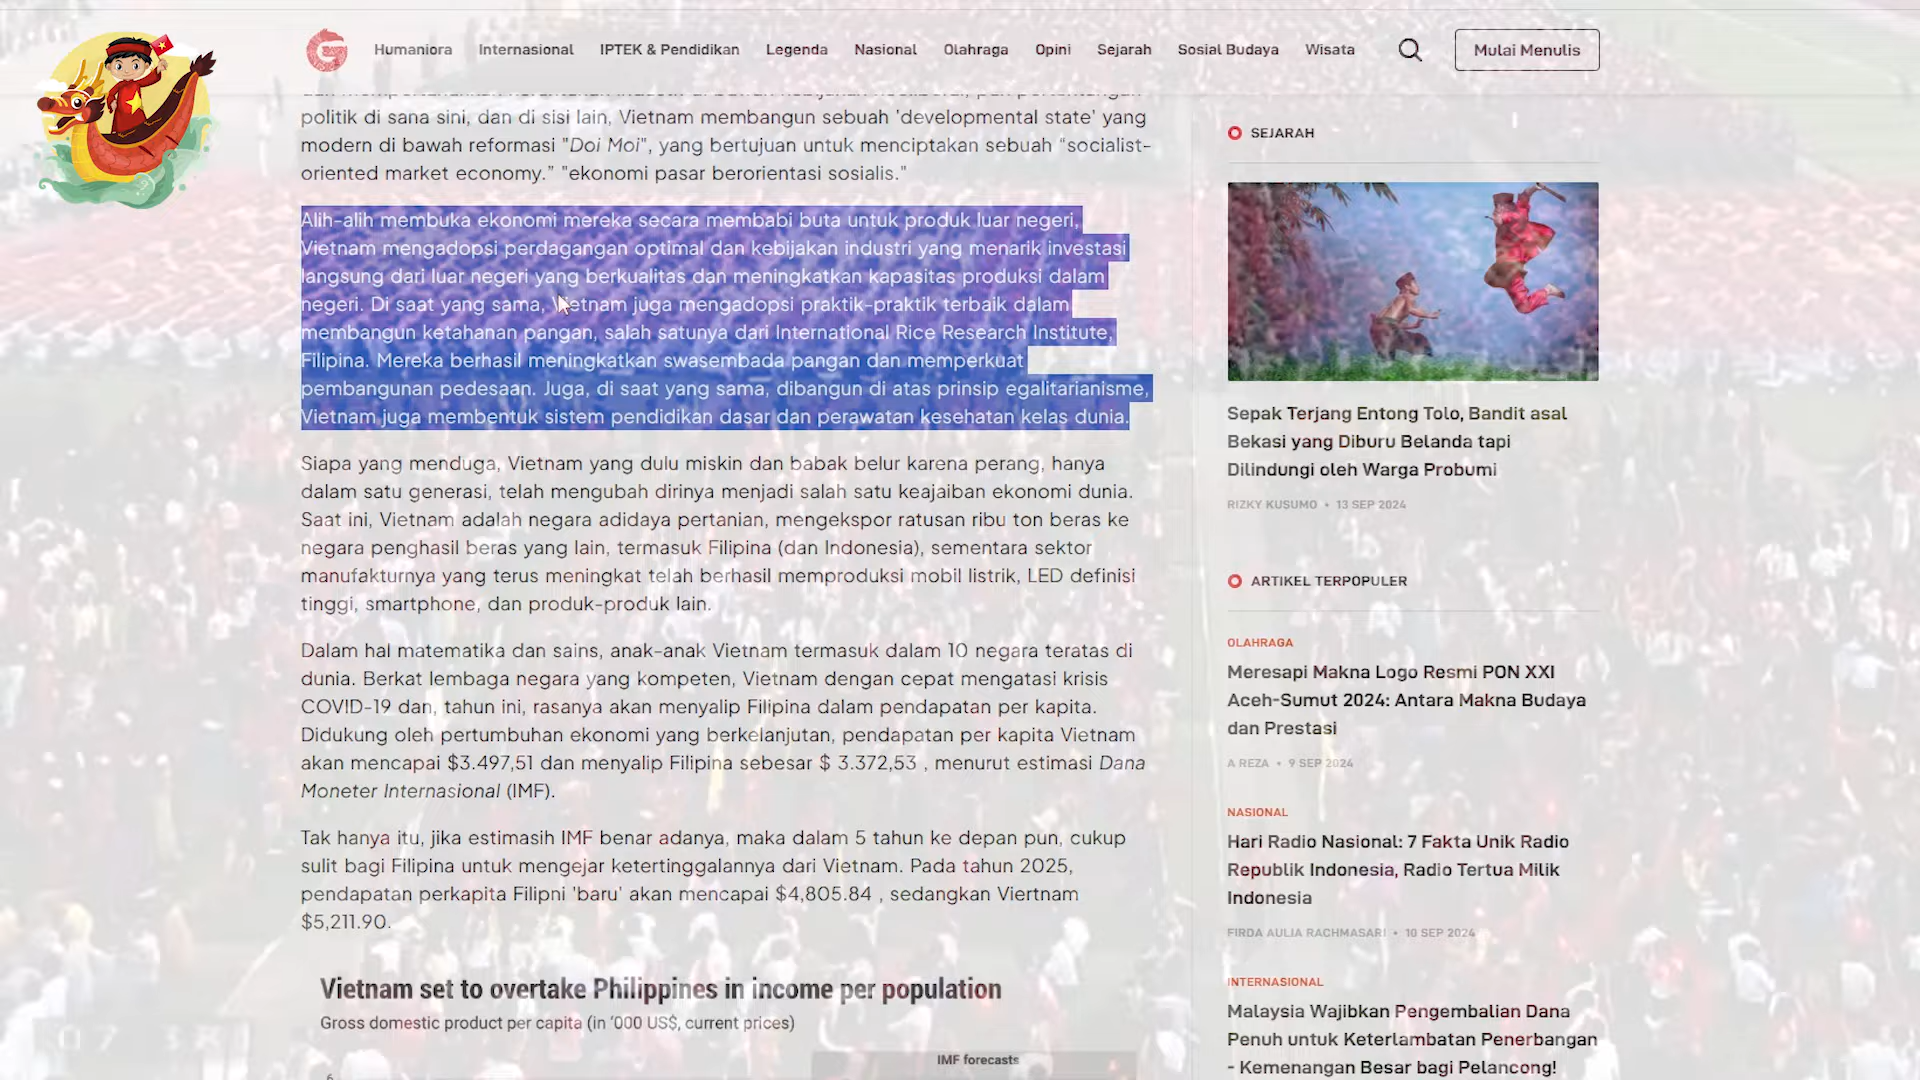 Humaniora Internasional IPTEK & Pendidikan Legenda Nasional Olahraga Opini Sejarah Sosial Budaya Wisata Mulai Menulis
politik di sana sini, dan di sisi lain, Vietnam membangun sebuah 'developmental state' yang
modern di bawah reformasi "Doi Moi", yang bertujuan untuk menciptakan sebuah “socialist-
oriented market economy.” "ekonomi pasar berorientasi sosialis."
Alih-alih membuka ekonomi mereka secara membabi buta untuk produk luar negeri,
Vietnam mengadopsi perdagangan optimal dan kebijakan industri yang menarik investasi
langsung dari luar negeri yang berkualitas dan meningkatkan kapasitas produksi dalam
negeri. Di saat yang sama, Vietnam juga mengadopsi praktik-praktik terbaik dalam
membangun ketahanan pangan, salah satunya dari International Rice Research Institute,
Filipina. Mereka berhasil meningkatkan swasembada pangan dan memperkuat
pembangunan pedesaan. Juga, di saat yang sama, dibangun di atas prinsip egalitarianisme,
Vietnam juga membentuk sistem pendidikan dasar dan perawatan kesehatan kelas dunia.
Siapa yang menduga, Vietnam yang dulu miskin dan babak belur karena perang, hanya
dalam satu generasi, telah mengubah dirinya menjadi salah satu keajaiban ekonomi dunia.
Saat ini, Vietnam adalah negara adidaya pertanian, mengekspor ratusan ribu ton beras ke
negara penghasil beras yang lain, termasuk Filipina (dan Indonesia), sementara sektor
manufakturnya yang terus meningkat telah berhasil memproduksi mobil listrik, LED definisi
tinggi, smartphone, dan produk-produk lain.
Dalam hal matematika dan sains, anak-anak Vietnam termasuk dalam 10 negara teratas di
dunia. Berkat lembaga negara yang kompeten, Vietnam dengan cepat mengatasi krisis
COVID-19 dan, tahun ini, rasanya akan menyalip Filipina dalam pendapatan per kapita.
Didukung oleh pertumbuhan ekonomi yang berkelanjutan, pendapatan per kapita Vietnam
akan mencapai $3.497,51 dan menyalip Filipina sebesar $ 3.372,53 , menurut estimasi Dana
Moneter Internasional (IMF).
Tak hanya itu, jika estimasih IMF benar adanya, maka dalam 5 tahun ke depan pun, cukup
sulit bagi Filipina untuk mengejar ketertinggalannya dari Vietnam. Pada tahun 2025,
pendapatan perkapita Filipni 'baru' akan mencapai $4,805.84 , sedangkan Viertnam
$5,211.90.
Vietnam set to overtake Philippines in income per population
Gross domestic product per capita (in ‘000 US$, current prices)
IMF forecasts
SEJARAH
Sepak Terjang Entong Tolo, Bandit asal
Bekasi yang Diburu Belanda tapi
Dilindungi oleh Warga Probumi
RIZKY KUSUMO • 13 SEP 2024
ARTIKEL TERPOPULER
OLAHRAGA
Meresapi Makna Logo Resmi PON XXI
Aceh-Sumut 2024: Antara Makna Budaya
dan Prestasi
A REZA • 9 SEP 2024
NASIONAL
Hari Radio Nasional: 7 Fakta Unik Radio
Republik Indonesia, Radio Tertua Milik
Indonesia
FIRDA AULIA RACHMASARI • 10 SEP 2024
INTERNASIONAL
Malaysia Wajibkan Pengembalian Dana
Penuh untuk Keterlambatan Penerbangan
- Kemenangan Besar bagi Pelancong!